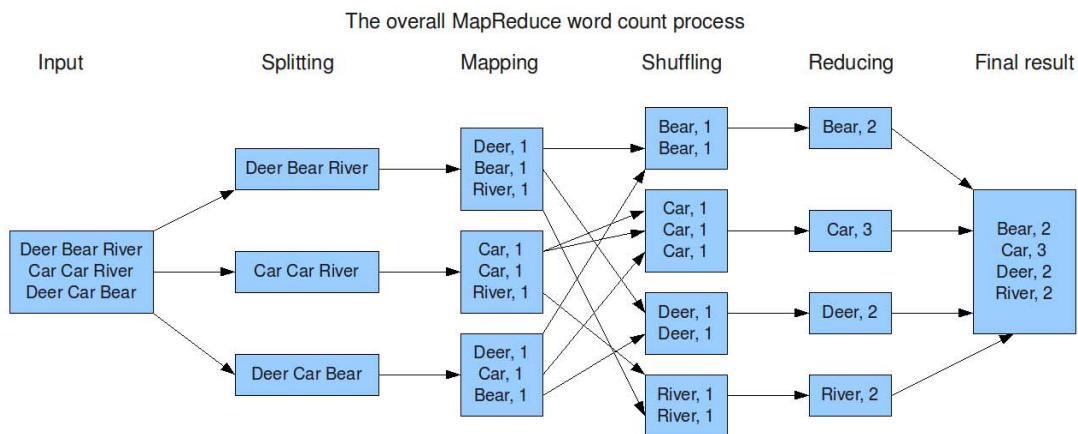 The overall MapReduce word count process
Input
Splitting
Mapping
Shuffling
Reducing
Final result
Deer Bear River
Car Car River
Deer Car Bear
Deer Bear River
Car Car River
Deer Car Bear
Deer, 1
Bear, 1
River, 1
Car, 1
Car, 1
River, 1
Deer, 1
Car, 1
Bear, 1
Bear, 1
Bear, 1
Car, 1
Car, 1
Car, 1
Deer, 1
Deer, 1
River, 1
River, 1
Bear, 2
Car, 3
Deer, 2
River, 2
Bear, 2
Car, 3
Deer, 2
River, 2